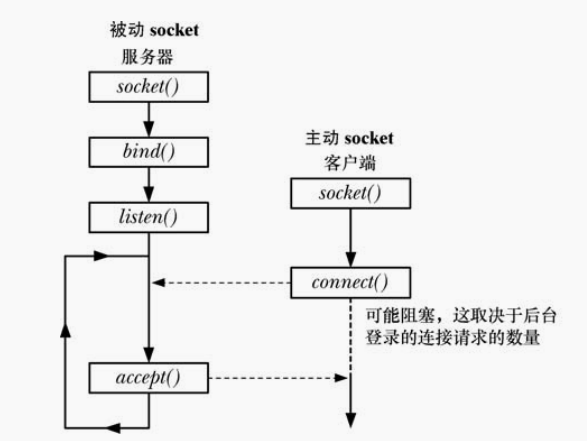 被动 socket
服务器
socket()
bind()
listen()
主动 socket
客户端
socket()
connect()
可能阻塞，这取决于后台
登录的连接请求的数量
accept()